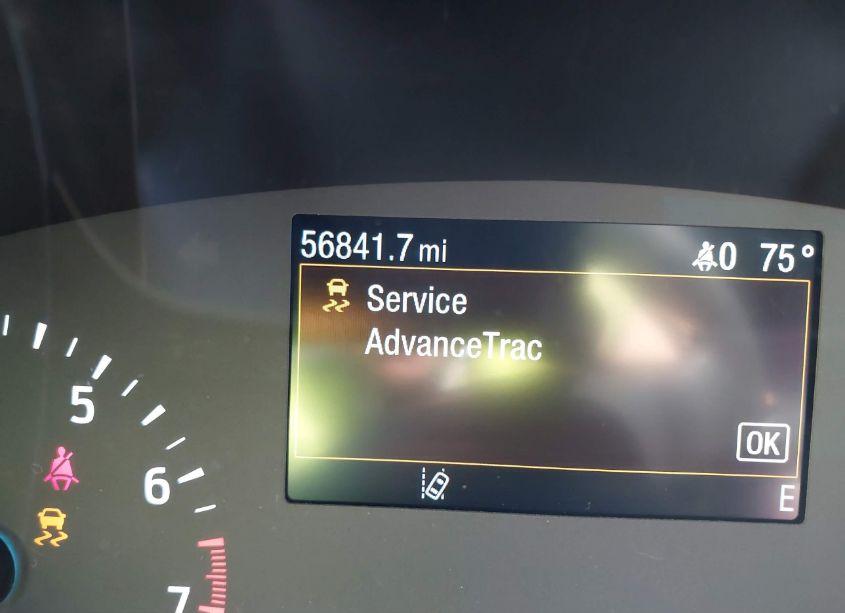 56841.7 mi
0 75°
Service
AdvanceTrac
OK
E
5
6
7